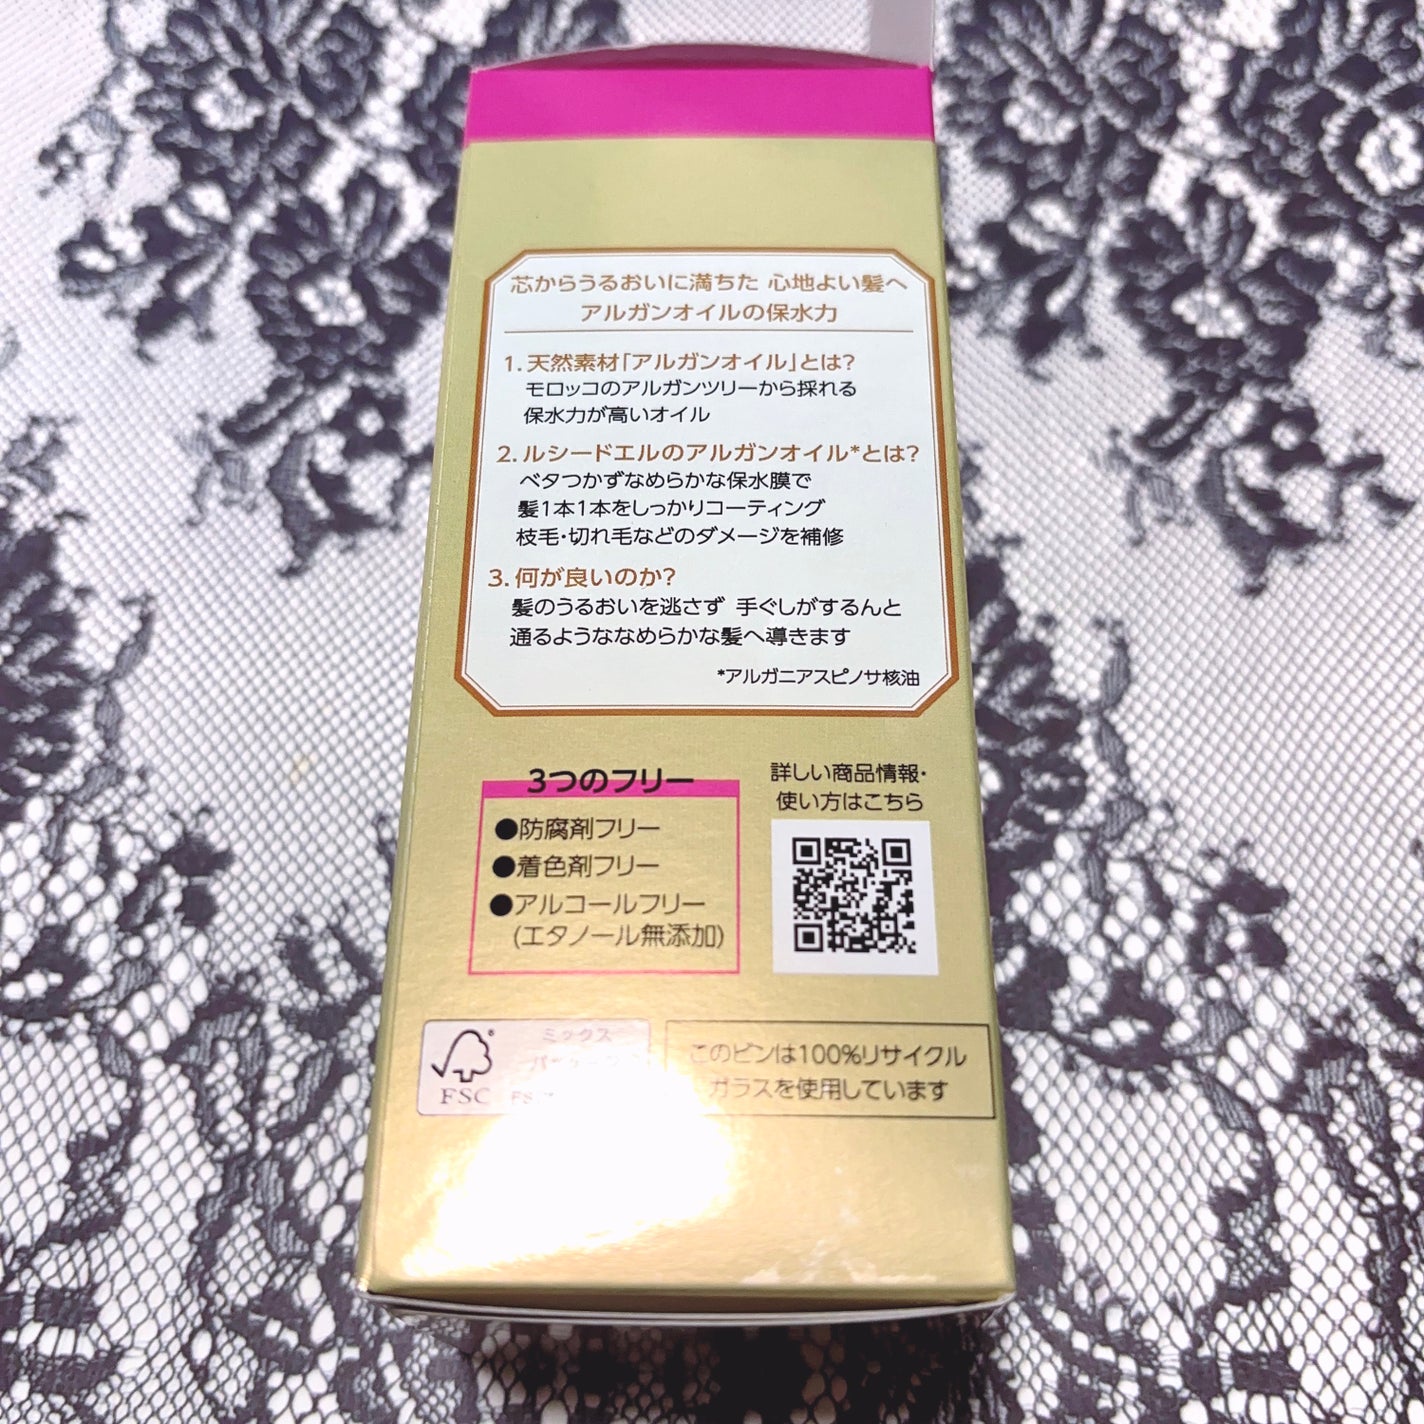 芯からうるおいに満ちた 心地よい髪へ
アルガンオイルの保水力
1. 天然素材「アルガンオイル」とは?
モロッコのアルガンツリーから採れる
保水力が高いオイル
2. ルシードエルのアルガンオイル*とは?
ベタつかずなめらかな保水膜で
髪1本1本をしっかりコーティング
枝毛・切れ毛などのダメージを補修
3. 何が良いのか?
髪のうるおいを逃さず 手ぐしがするんと
通るようななめらかな髪へ導きます
*アルガニアスピノサ核油
3つのフリー
●防腐剤フリー
●着色剤フリー
●アルコールフリー
(エタノール無添加)
詳しい商品情報・
使い方はこちら
FSC
ミックス
このビンは100%リサイクル
ガラスを使用しています